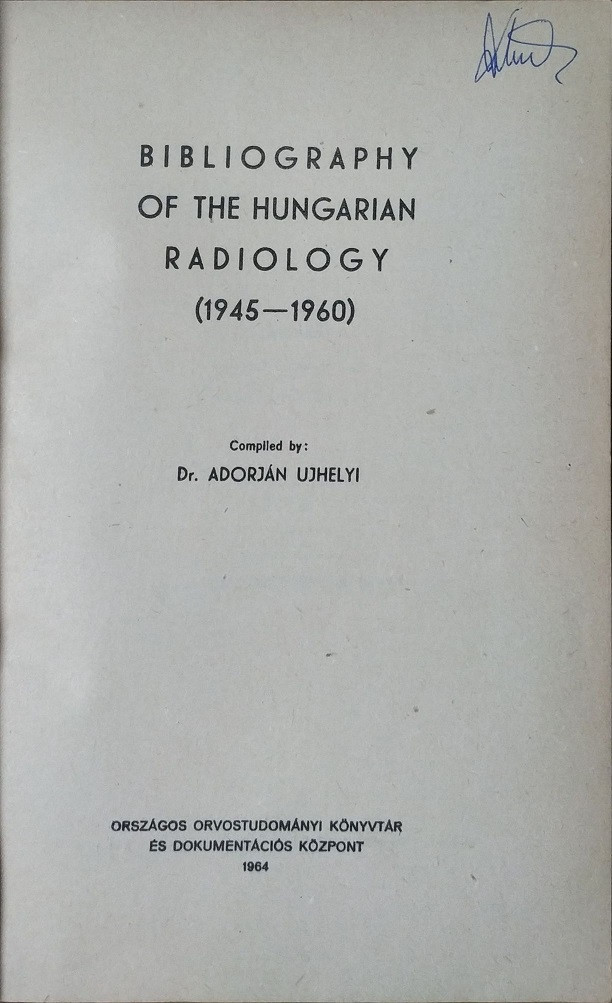 BIBLIOGRAPHY
OF THE HUNGARIAN
RADIOLOGY
(1945—1960)
Compiled by:
Dr. ADORJÁN UJHELYI
ORSZÁGOS ORVOSTUDOMÁNYI KÖNYVTÁR
ÉS DOKUMENTÁCIÓS KÖZPONT
1964